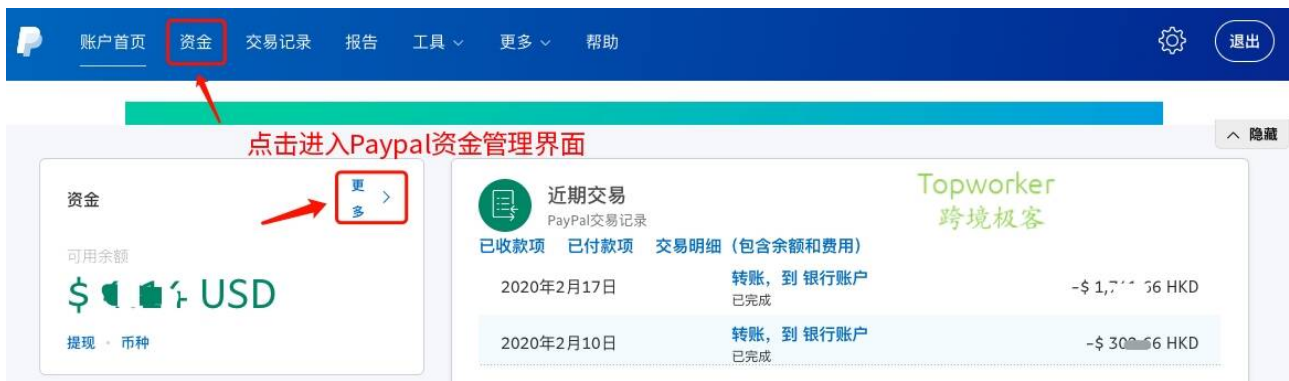 账户首页 资金 交易记录 报告 工具 更多 帮助 退出
点击进入Paypal资金管理界面
隐藏
资金 更多
可用余额
$ USD
提现 · 币种
近期交易
PayPal交易记录
Topworker
跨境极客
已收款项 已付款项 交易明细（包含余额和费用）
2020年2月17日 转账，到 银行账户 -$ 1, 66 HKD
已完成
2020年2月10日 转账，到 银行账户 -$ 30 66 HKD
已完成